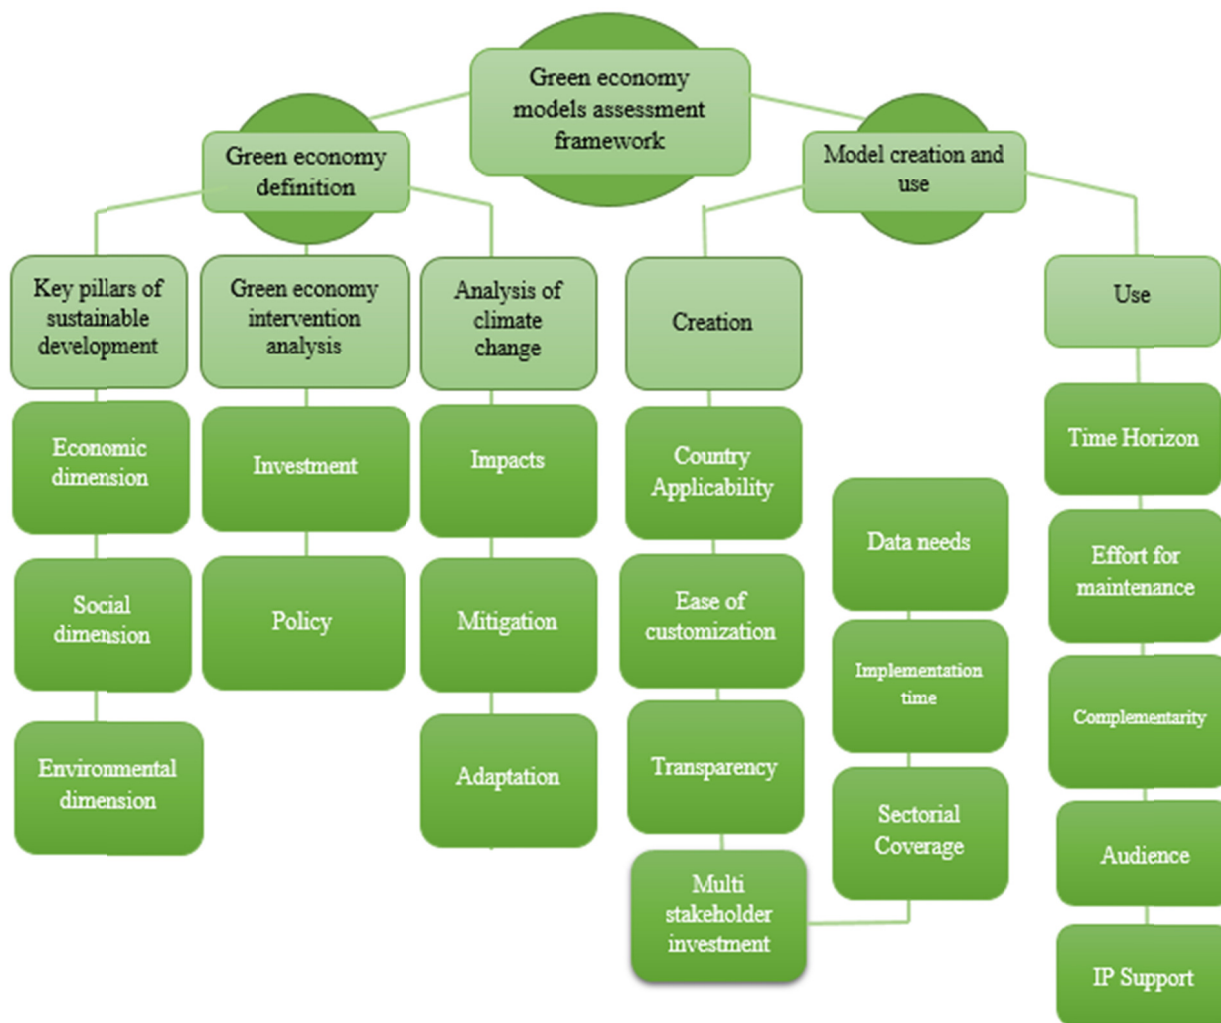 Green economy
models assessment
framework
Green economy
definition
Model creation and
use
Key pillars of
sustainable
development
Green economy
intervention
analysis
Analysis of
climate
change
Creation
Use
Economic
dimension
Social
dimension
Environmental
dimension
Investment
Policy
Impacts
Mitigation
Adaptation
Country
Applicability
Ease of
customization
Transparency
Multi
stakeholder
investment
Data needs
Implementation
time
Sectorial
Coverage
Time Horizon
Effort for
maintenance
Complementarity
Audience
IP Support